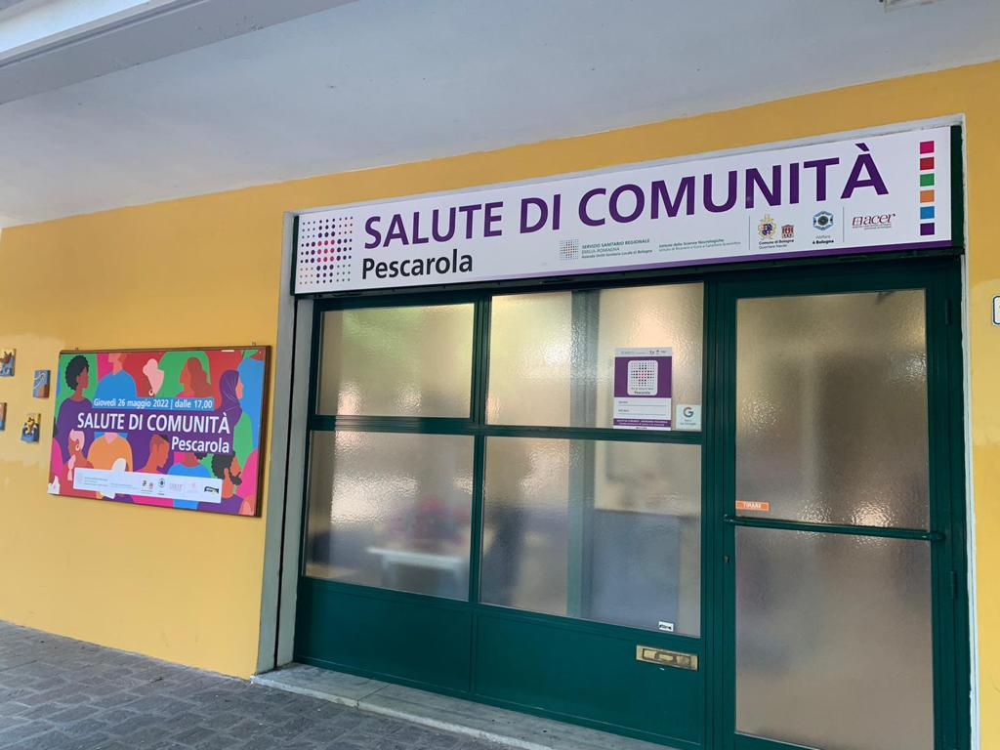 SALUTE DI COMUNITÀ
Pescarola
SERVIZIO SANITARIO REGIONALE
EMILIA-ROMAGNA
Azienda Unità Sanitaria Locale di Bologna
Istituto delle Scienze Neurologiche
Istituto di Ricovero e Cura a Carattere Scientifico
Comune di Bologna
Quartiere Navile
Welfare
è Bologna
acer
Giovedì 26 maggio 2022 | dalle 17,00
SALUTE DI COMUNITÀ
Pescarola
Pescarola
G
TIRARE